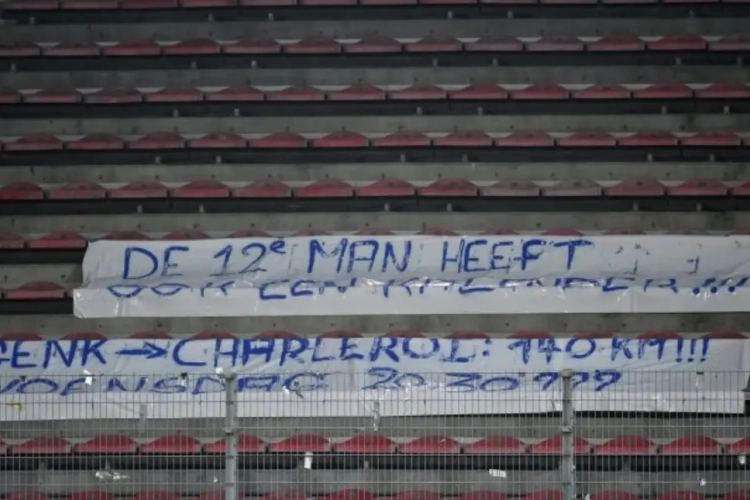 DE 12e MAN HEEFT
OOK EEN KALENDER !!!
GENK → CHARLEROI: 140 KM!!!
WOENSDAG 20 30 ???